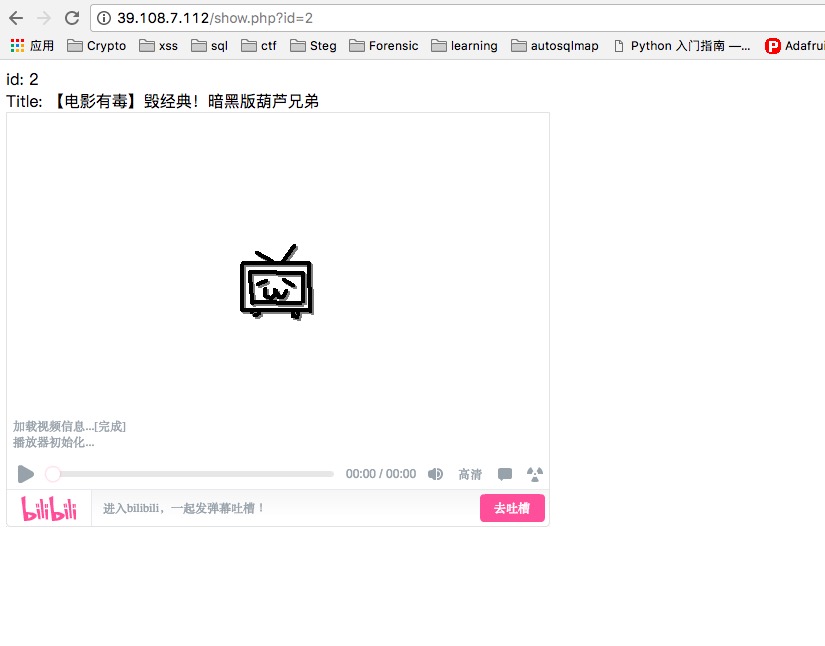 39.108.7.112/show.php?id=2
应用 Crypto xss sql ctf Steg Forensic learning autosqlmap Python 入门指南 —... Adafrui
id: 2
Title: 【电影有毒】毁经典！暗黑版葫芦兄弟
加载视频信息...[完成]
播放器初始化...
00:00 / 00:00 高清
bilibili 进入bilibili，一起发弹幕吐槽！ 去吐槽